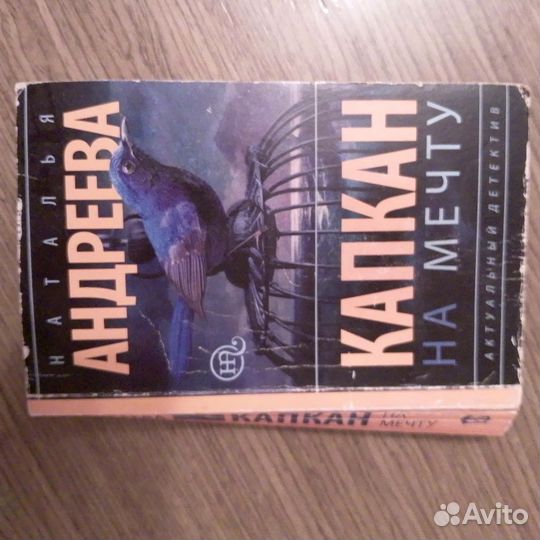 НАТАЛЬЯ
АНДРЕЕВА
КАПКАН
НА МЕЧТУ
АКТУАЛЬНЫЙ ДЕТЕКТИВ
КАПКАН
НА
МЕЧТУ
Avito